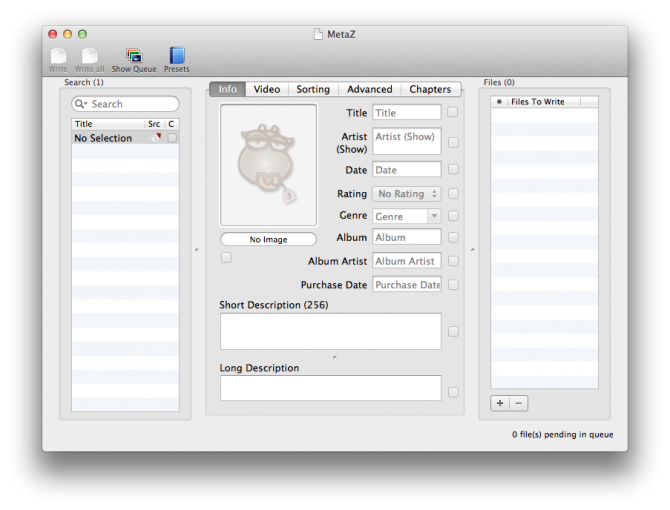 MetaZ
Write
Write all
Show Queue
Presets
Search (1)
Search
Title Src C
No Selection
Info Video Sorting Advanced Chapters
No Image
Title Title
Artist (Show) Artist (Show)
Date Date
Rating No Rating
Genre Genre
Album Album
Album Artist Album Artist
Purchase Date Purchase Date
Short Description (256)
Long Description
Files (0)
Files To Write
+ −
0 file(s) pending in queue